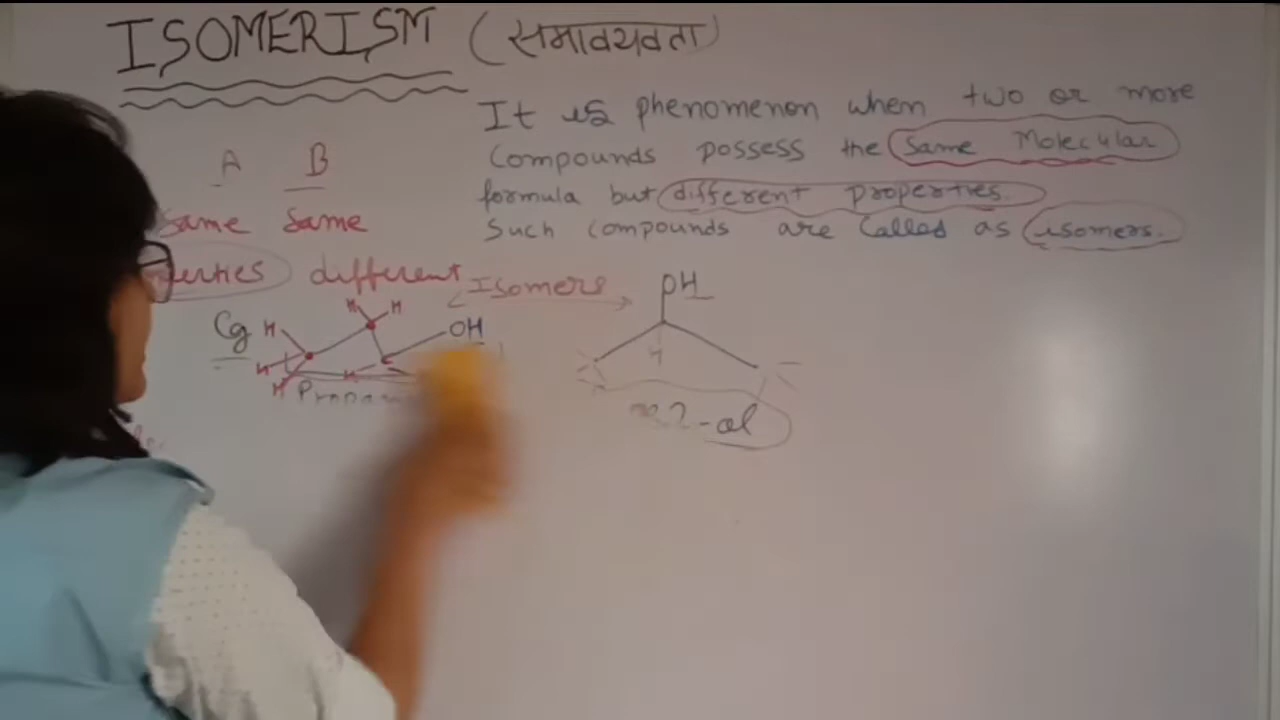 ISOMERISM (समावयवता)
It is phenomenon when two or more
compounds possess the same Molecular
formula but different properties.
Such compounds are called as isomers.
A B
same same
different
Isomers
Cg H H H OH
H H H
OH
H
2-ol